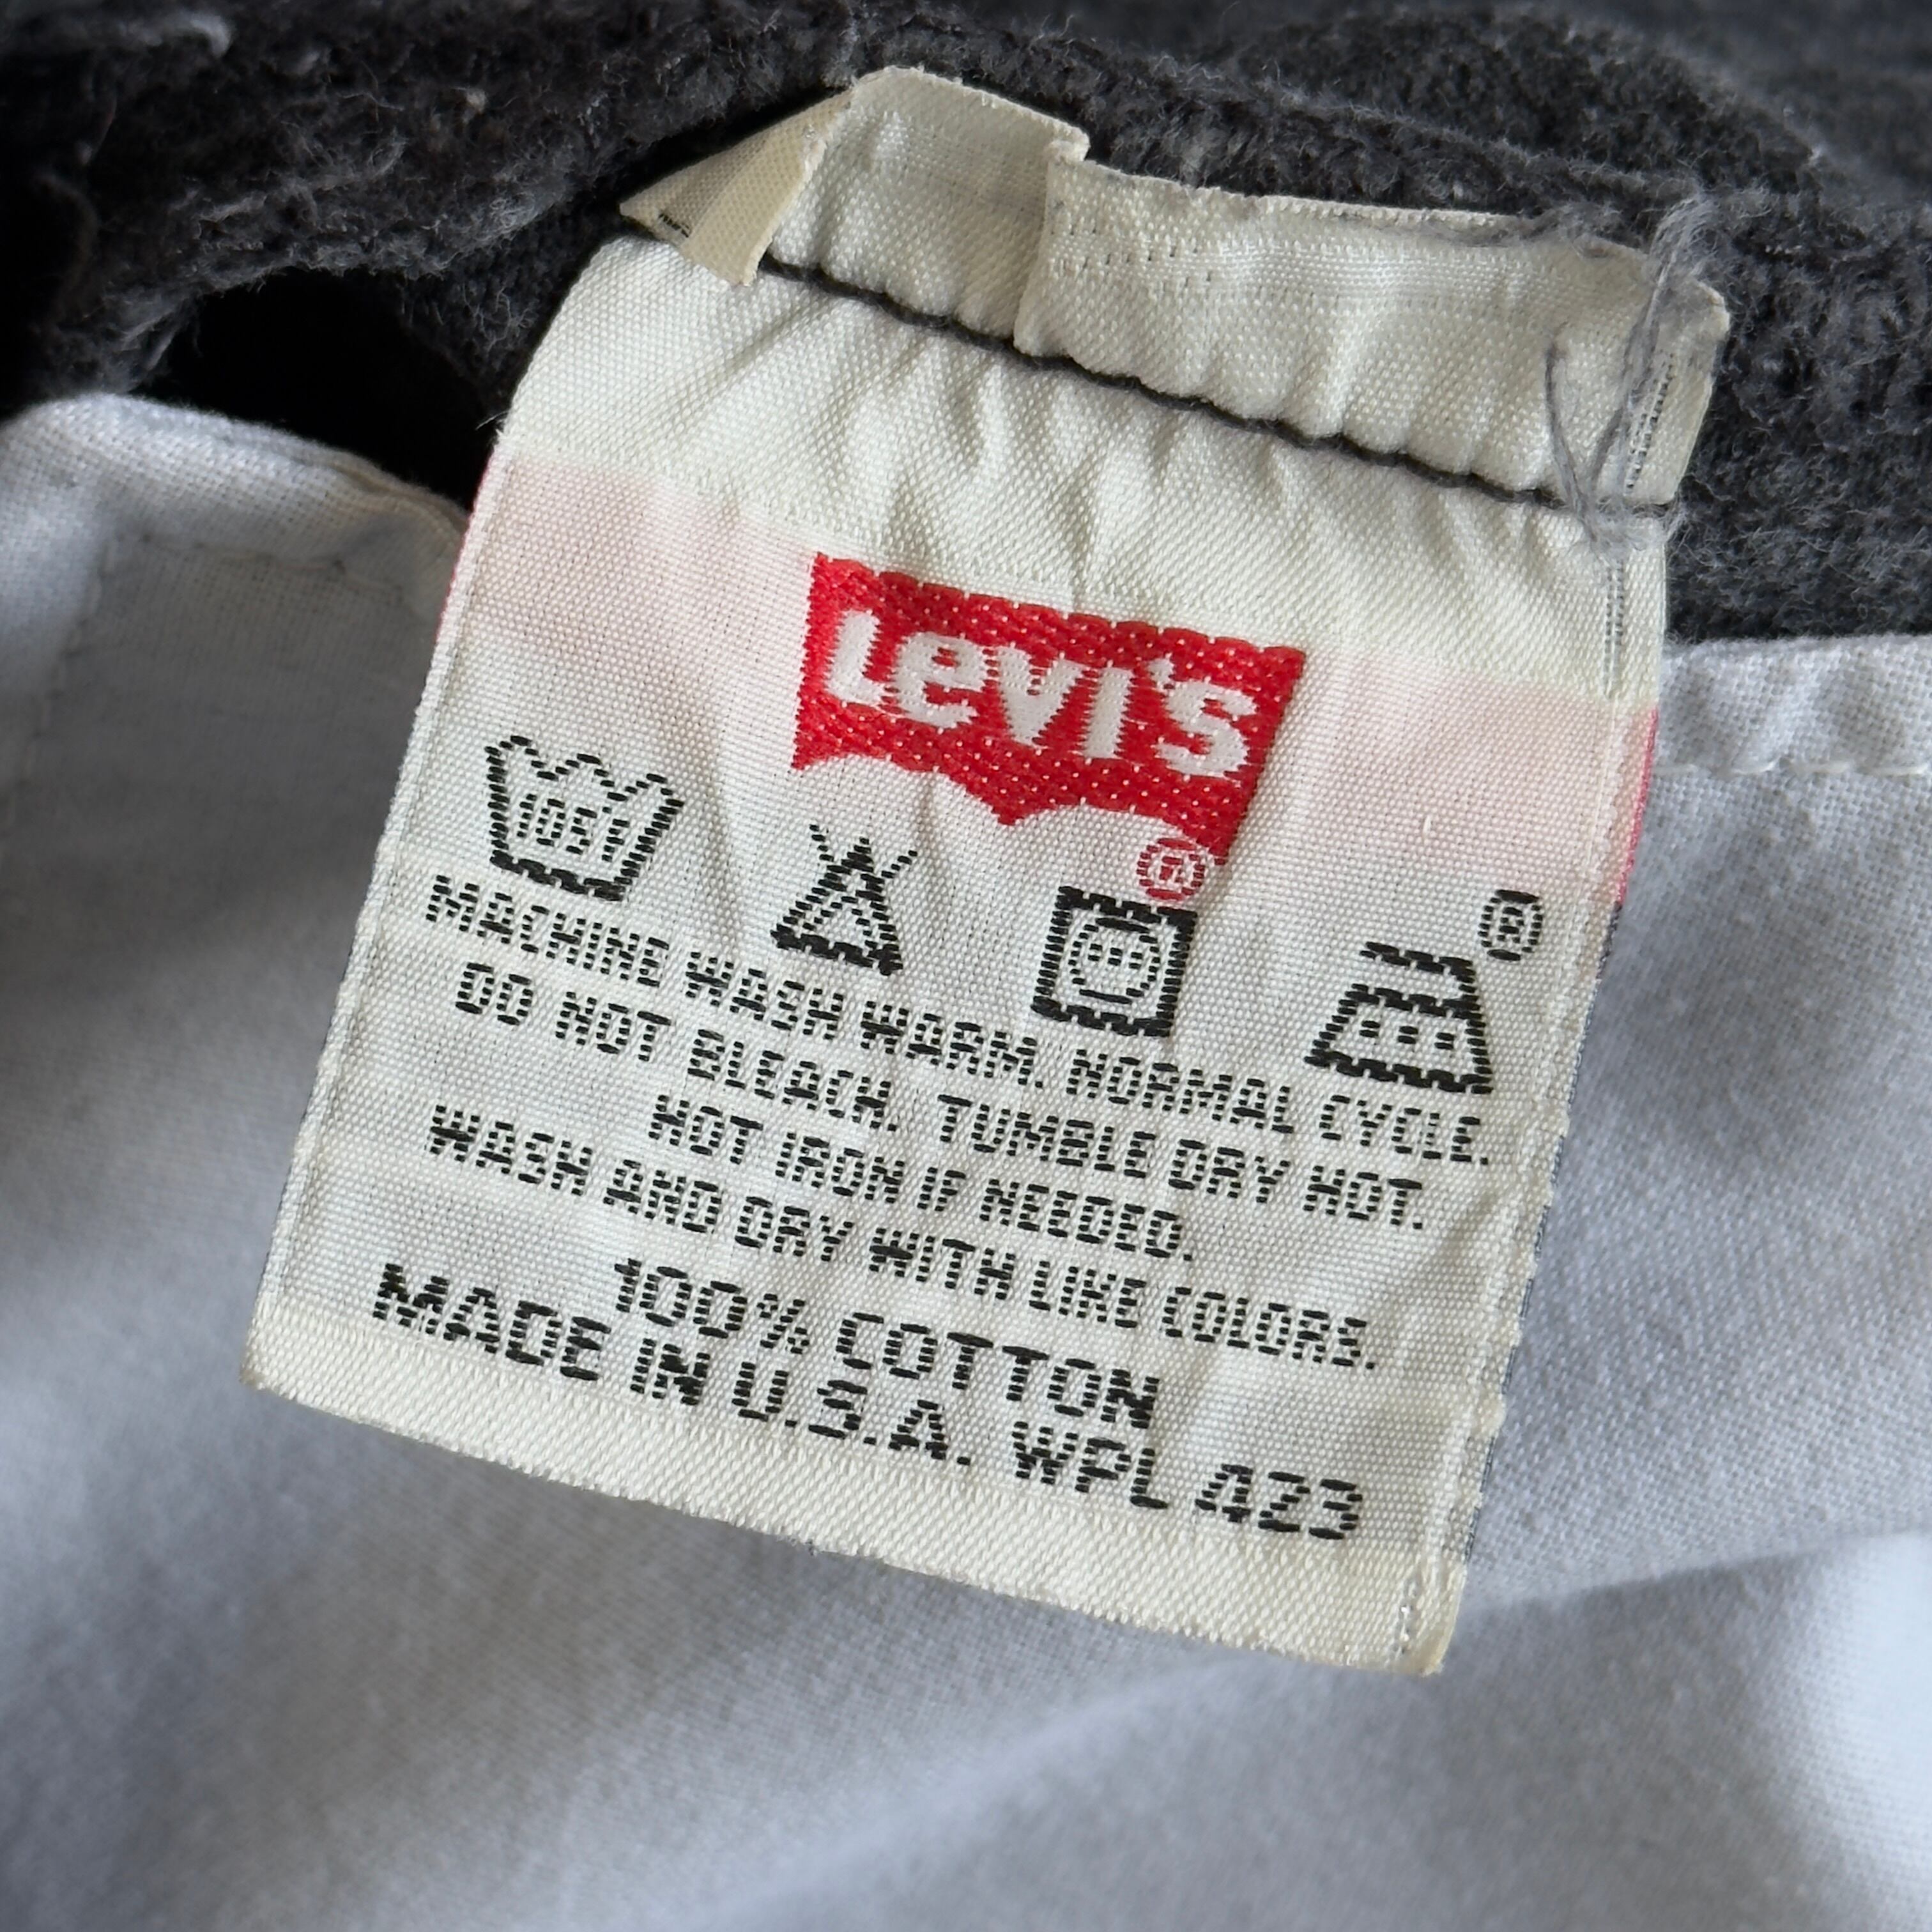 Levi's
®
105F
®
MACHINE WASH WARM. NORMAL CYCLE.
DO NOT BLEACH. TUMBLE DRY HOT.
HOT IRON IF NEEDED.
WASH AND DRY WITH LIKE COLORS.
100% COTTON
MADE IN U.S.A. WPL 423